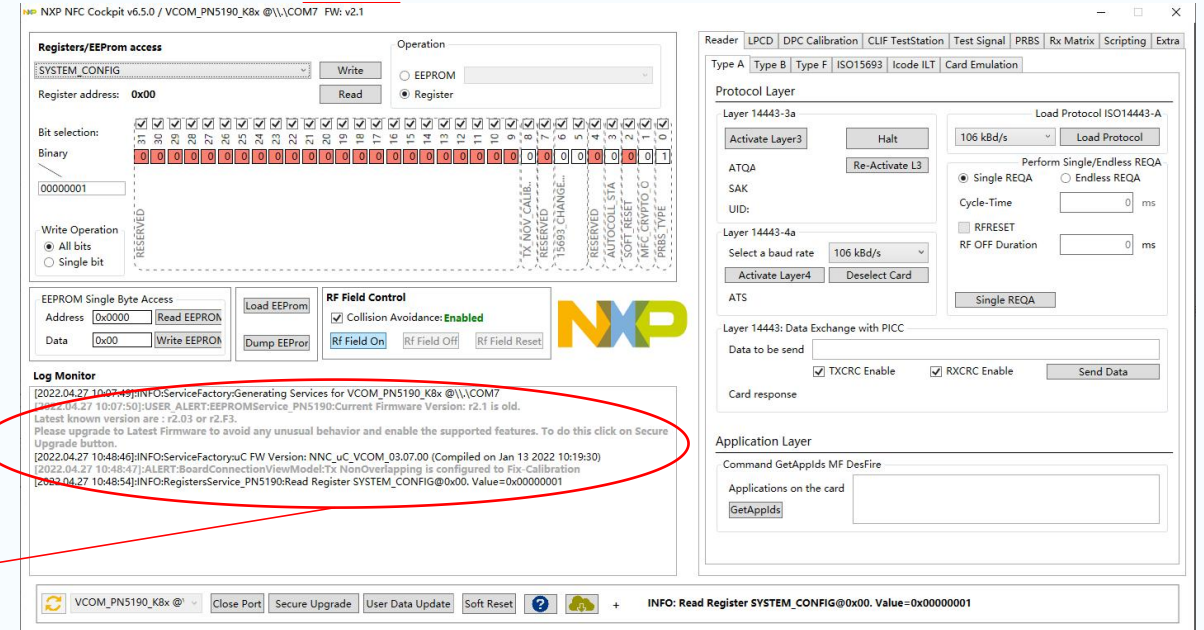 NXP NFC Cockpit v6.5.0 / VCOM_PN5190_K8x @\\.\COM7 FW: v2.1
Registers/EEProm access
SYSTEM_CONFIG
Write
Register address: 0x00
Read
Operation
EEPROM
Register
Bit selection:
31 30 29 28 27 26 25 24 23 22 21 20 19 18 17 16 15 14 13 12 11 10 9 8 7 6 5 4 3 2 1 0
Binary
0 0 0 0 0 0 0 0 0 0 0 0 0 0 0 0 0 0 0 0 0 0 0 0 0 0 0 0 0 0 0 1
00000001
RESERVED
TX_NOV_CALIB..
RESERVED
15693_CHANGE...
RESERVED
AUTOCOLL_STA
SOFT_RESET
MFC_CRYPTO_O
PRBS_TYPE
Write Operation
All bits
Single bit
EEPROM Single Byte Access
Address 0x0000 Read EEPROM
Data 0x00 Write EEPROM
Load EEProm
Dump EEPror
RF Field Control
Collision Avoidance: Enabled
Rf Field On Rf Field Off Rf Field Reset
NXP
Log Monitor
[2022.04.27 10:07:49]:INFO:ServiceFactory:Generating Services for VCOM_PN5190_K8x @\\.\COM7
[2022.04.27 10:07:50]:USER_ALERT:EEPROMService_PN5190:Current Firmware Version: r2.1 is old.
Latest known version are : r2.03 or r2.F3.
Please upgrade to Latest Firmware to avoid any unusual behavior and enable the supported features. To do this click on Secure
Upgrade button.
[2022.04.27 10:48:46]:INFO:ServiceFactory:uC FW Version: NNC_uC_VCOM_03.07.00 (Compiled on Jan 13 2022 10:19:30)
[2022.04.27 10:48:47]:ALERT:BoardConnectionViewModel:Tx NonOverlapping is configured to Fix-Calibration
[2022.04.27 10:48:54]:INFO:RegistersService_PN5190:Read Register SYSTEM_CONFIG@0x00. Value=0x00000001
Reader LPCD DPC Calibration CLIF TestStation Test Signal PRBS Rx Matrix Scripting Extra
Type A Type B Type F ISO15693 Icode ILT Card Emulation
Protocol Layer
Layer 14443-3a
Activate Layer3 Halt
ATQA Re-Activate L3
SAK
UID:
Layer 14443-4a
Select a baud rate 106 kBd/s
Activate Layer4 Deselect Card
ATS
Load Protocol ISO14443-A
106 kBd/s Load Protocol
Perform Single/Endless REQA
Single REQA Endless REQA
Cycle-Time 0 ms
RFRESET
RF OFF Duration 0 ms
Single REQA
Layer 14443: Data Exchange with PICC
Data to be send
TXCRC Enable RXCRC Enable Send Data
Card response
Application Layer
Command GetAppIds MF DesFire
Applications on the card
GetAppIds
VCOM_PN5190_K8x @\ Close Port Secure Upgrade User Data Update Soft Reset ? + INFO: Read Register SYSTEM_CONFIG@0x00. Value=0x00000001